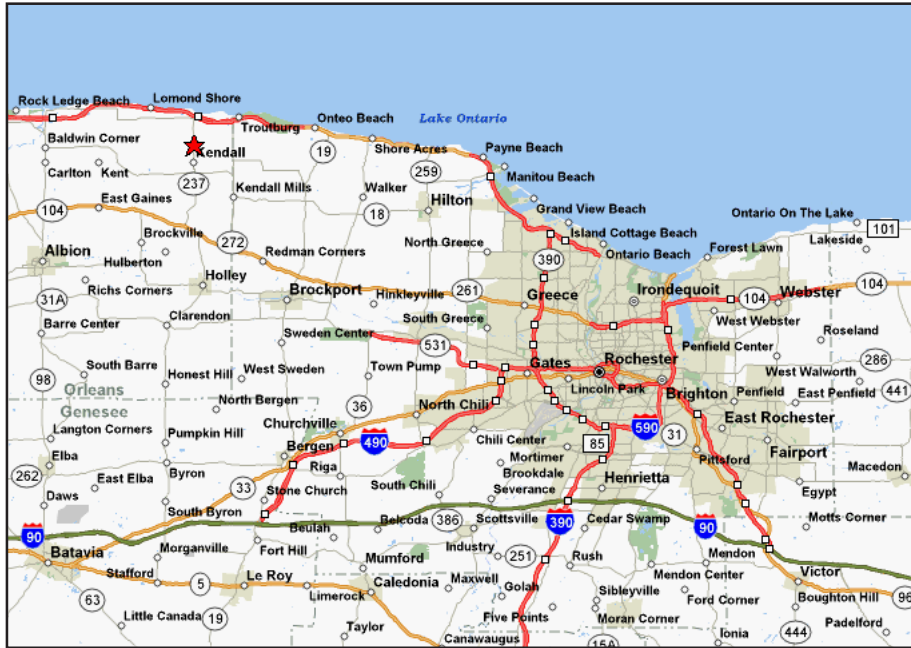 Rock Ledge Beach
Lomond Shore
Onteo Beach
Lake Ontario
Troutburg
Baldwin Corner
Kendall
19
Shore Acres
Payne Beach
Carlton
Kent
237
259
Manitou Beach
East Gaines
Kendall Mills
Walker
Hilton
Grand View Beach
Ontario On The Lake
101
104
18
Brockville
272
Redman Corners
North Greece
Island Cottage Beach
Forest Lawn
Lakeside
Albion
Hulberton
390
Ontario Beach
Holley
Irondequoit
Richs Corners
Brockport
Hinkleyville
261
Greece
104
Webster
104
31A
Barre Center
Clarendon
South Greece
West Webster
Sweden Center
531
Roseland
Penfield Center
South Barre
Town Pump
Gates
Rochester
West Walworth
286
98
Honest Hill
West Sweden
Lincoln Park
Brighton
Penfield
East Penfield
441
Orleans
Genesee
North Bergen
36
North Chili
Churchville
East Rochester
Langton Corners
Pumpkin Hill
Bergen
490
Chili Center
85
590
31
Fairport
Elba
Mortimer
Pittsford
262
East Elba
Byron
Riga
Brookdale
Macedon
33
Stone Church
South Chili
Severance
Henrietta
Egypt
Daws
South Byron
90
Beulah
Belcoda
386
Scottsville
390
Cedar Swamp
90
Motts Corner
Batavia
Morganville
Fort Hill
Mumford
Industry
251
Rush
Mendon
Stafford
5
Le Roy
Caledonia
Maxwell
Golah
Mendon Center
Victor
63
Limerock
Sibleyville
Ford Corner
Boughton Hill
96
Little Canada
19
Taylor
Five Points
Moran Corner
Canawaugus
15A
Ionia
444
Padelford